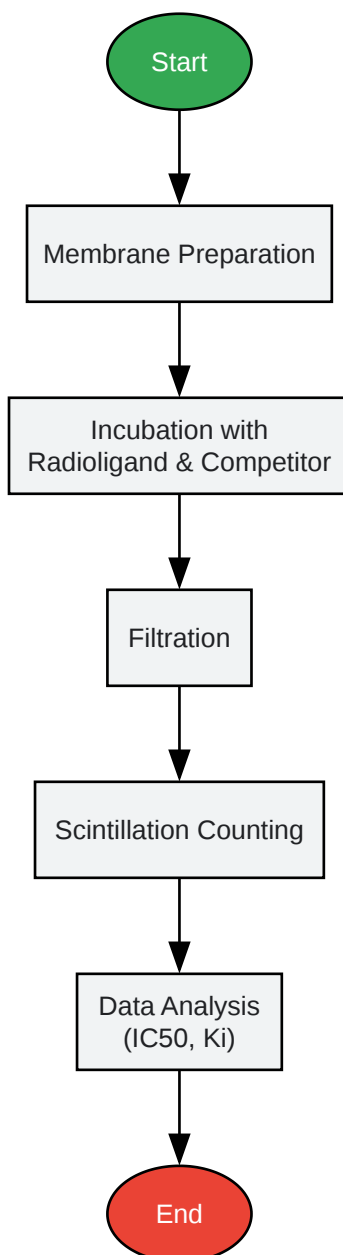 Start
Membrane Preparation
Incubation with
Radioligand & Competitor
Filtration
Scintillation Counting
Data Analysis
(IC50, Ki)
End